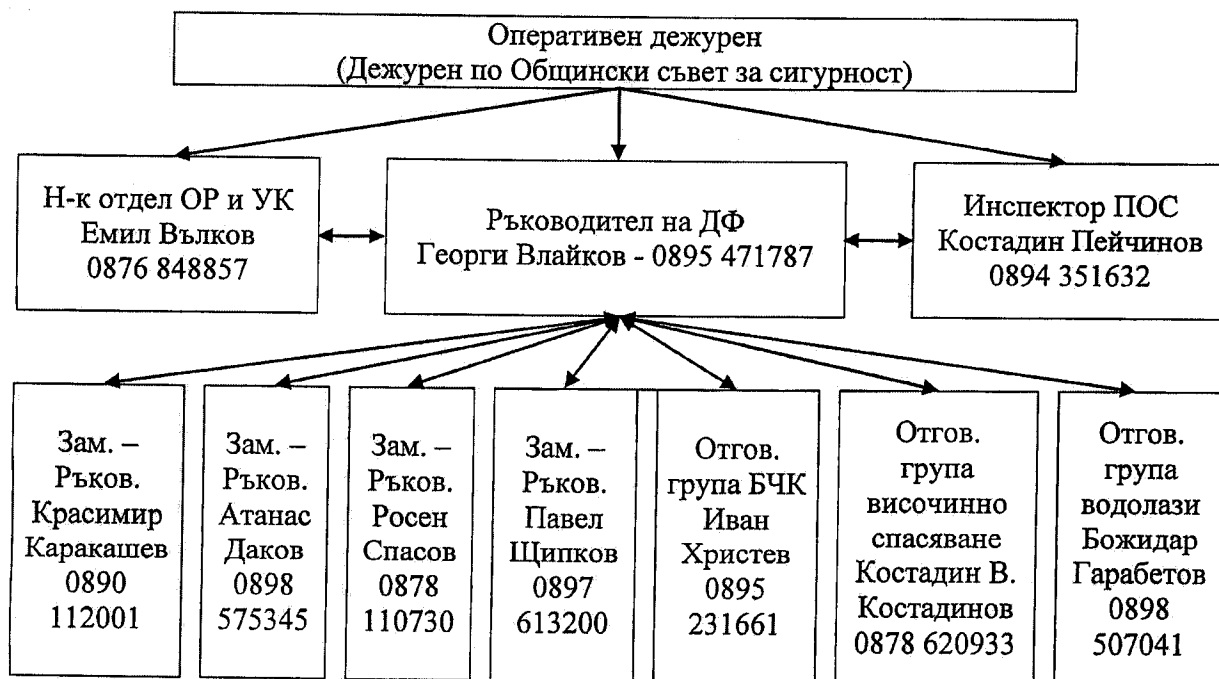 Оперативен дежурен
(Дежурен по Общински съвет за сигурност)
Н-к отдел ОР и УК
Емил Вълков
0876 848857
Ръководител на ДФ
Георги Влайков - 0895 471787
Инспектор ПОС
Костадин Пейчинов
0894 351632
Зам. –
Ръков.
Красимир
Каракашев
0890
112001
Зам. –
Ръков.
Атанас
Даков
0898
575345
Зам. –
Ръков.
Росен
Спасов
0878
110730
Зам. –
Ръков.
Павел
Щипков
0897
613200
Отгов.
група БЧК
Иван
Христев
0895
231661
Отгов.
група
височинно
спасяване
Костадин В.
Костадинов
0878 620933
Отгов.
група
водолази
Божидар
Гарабетов
0898
507041